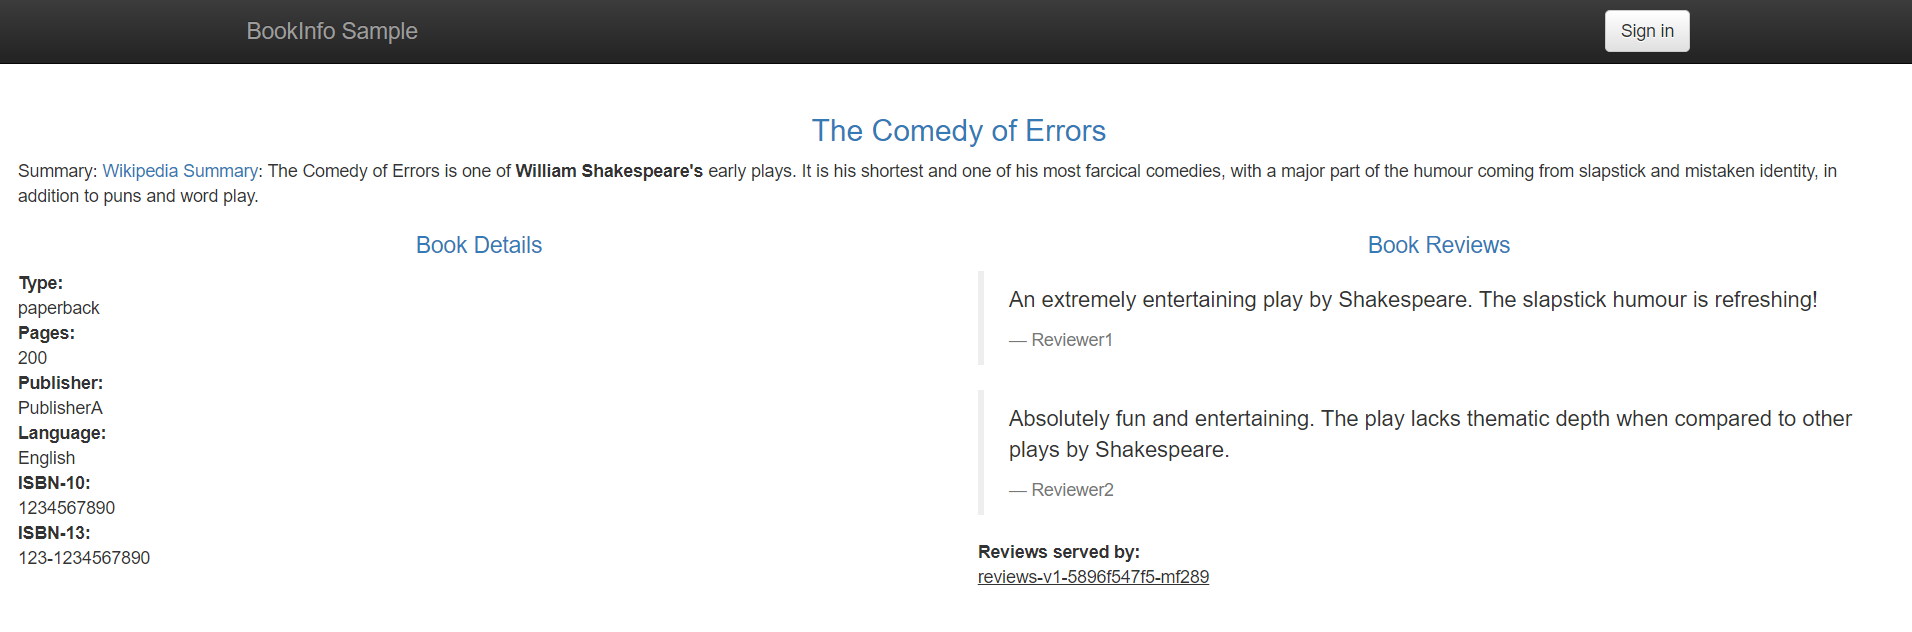 BookInfo Sample
Sign in
The Comedy of Errors
Summary: Wikipedia Summary: The Comedy of Errors is one of William Shakespeare's early plays. It is his shortest and one of his most farcical comedies, with a major part of the humour coming from slapstick and mistaken identity, in
addition to puns and word play.
Book Details
Type:
paperback
Pages:
200
Publisher:
PublisherA
Language:
English
ISBN-10:
1234567890
ISBN-13:
123-1234567890
Book Reviews
An extremely entertaining play by Shakespeare. The slapstick humour is refreshing!
— Reviewer1
Absolutely fun and entertaining. The play lacks thematic depth when compared to other
plays by Shakespeare.
— Reviewer2
Reviews served by:
reviews-v1-5896f547f5-mf289